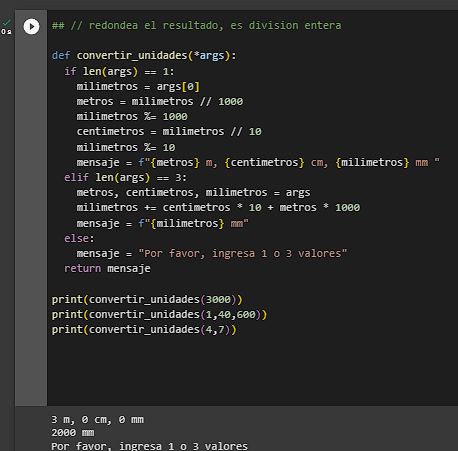 ## // redondea el resultado, es division entera
0s
def convertir_unidades(*args):
  if len(args) == 1:
    milimetros = args[0]
    metros = milimetros // 1000
    milimetros %= 1000
    centimetros = milimetros // 10
    milimetros %= 10
    mensaje = f"{metros} m, {centimetros} cm, {milimetros} mm "
  elif len(args) == 3:
    metros, centimetros, milimetros = args
    milimetros += centimetros * 10 + metros * 1000
    mensaje = f"{milimetros} mm"
  else:
    mensaje = "Por favor, ingresa 1 o 3 valores"
  return mensaje
print(convertir_unidades(3000))
print(convertir_unidades(1,40,600))
print(convertir_unidades(4,7))
3 m, 0 cm, 0 mm
2000 mm
Por favor, ingresa 1 o 3 valores